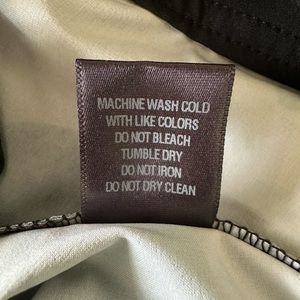 MACHINE WASH COLD
WITH LIKE COLORS
DO NOT BLEACH
TUMBLE DRY
DO NOT IRON
DO NOT DRY CLEAN